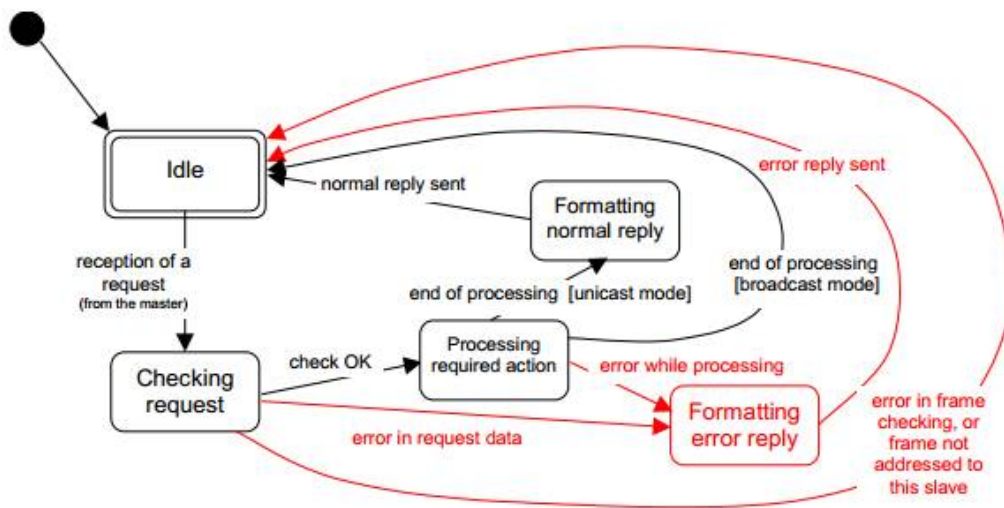 Idle
normal reply sent
error reply sent
Formatting
normal reply
reception of a
request
(from the master)
end of processing [unicast mode]
end of processing
[broadcast mode]
check OK
Processing
required action
error while processing
Checking
request
error in request data
Formatting
error reply
error in frame
checking, or
frame not
addressed to
this slave